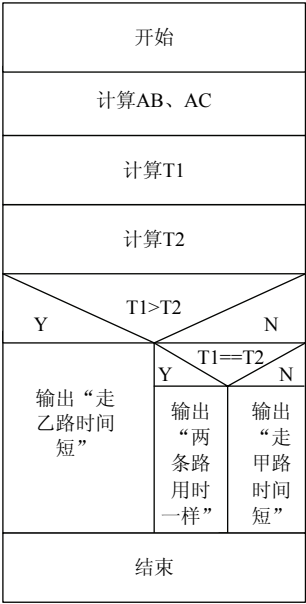 开始
计算AB、AC
计算T1
计算T2
T1>T2
Y
N
T1==T2
Y
N
输出“走
乙路时间
短”
输出
“两
条路
用时
一样”
输出
“走
甲路
时间
短”
结束